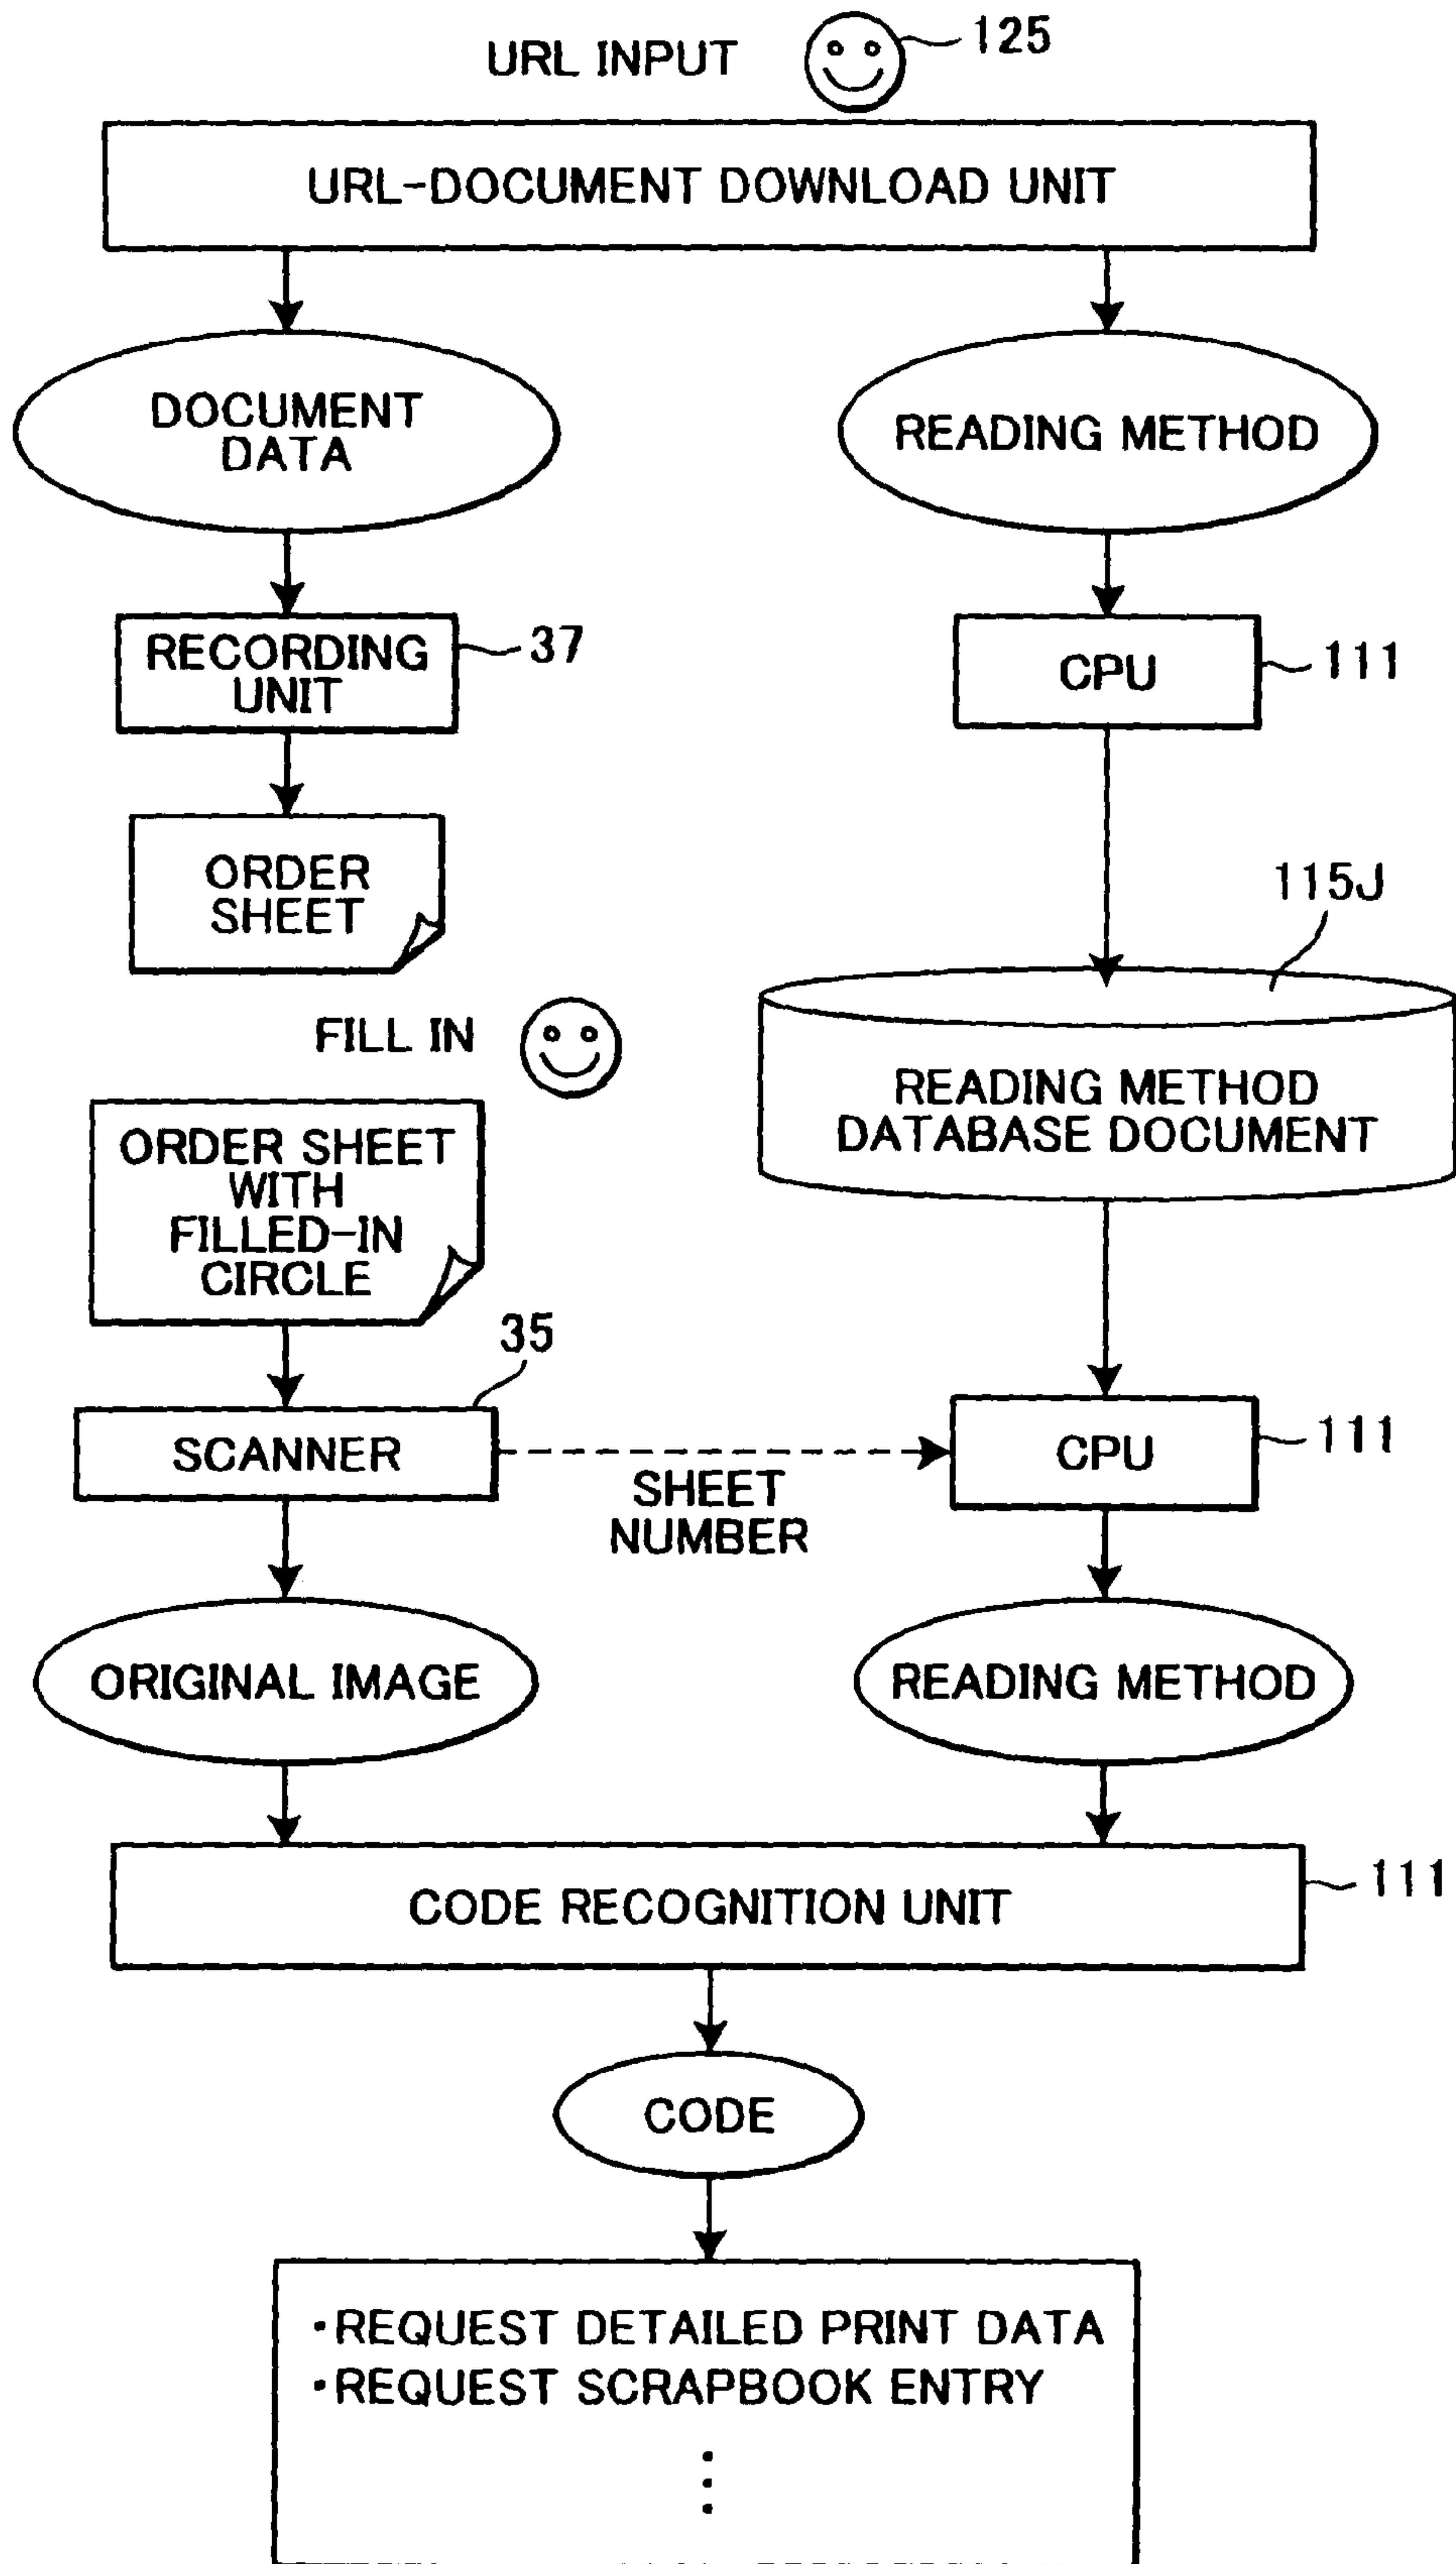 URL INPUT
125
URL-DOCUMENT DOWNLOAD UNIT
DOCUMENT
DATA
READING METHOD
RECORDING
UNIT
37
CPU
111
ORDER
SHEET
115J
FILL IN
READING METHOD
DATABASE DOCUMENT
ORDER SHEET
WITH
FILLED-IN
CIRCLE
35
SCANNER
SHEET
NUMBER
CPU
111
ORIGINAL IMAGE
READING METHOD
CODE RECOGNITION UNIT
111
CODE
・REQUEST DETAILED PRINT DATA
・REQUEST SCRAPBOOK ENTRY